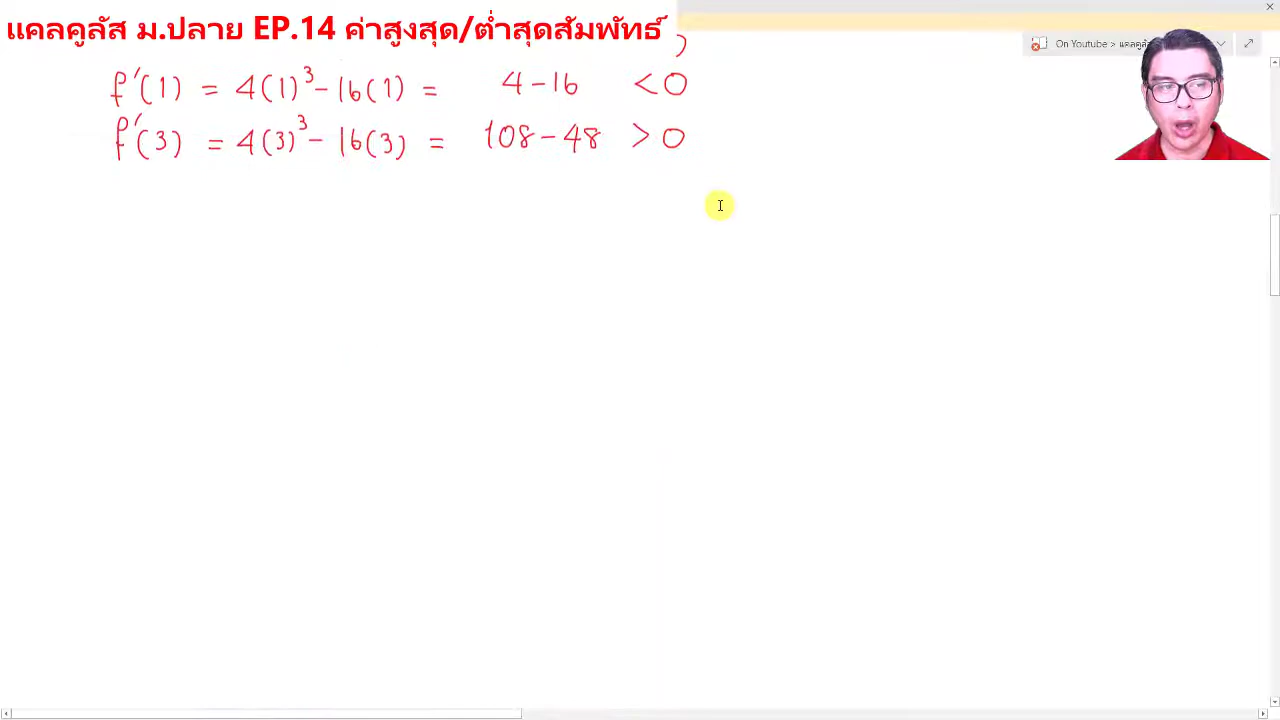 แคลคูลัส ม.ปลาย EP.14 ค่าสูงสุด/ต่ำสุดสัมพัทธ์
On Youtube > แคลคูลั
f'(1) = 4(1)³ - 16(1) = 4 - 16 < 0
f'(3) = 4(3)³ - 16(3) = 108 - 48 > 0